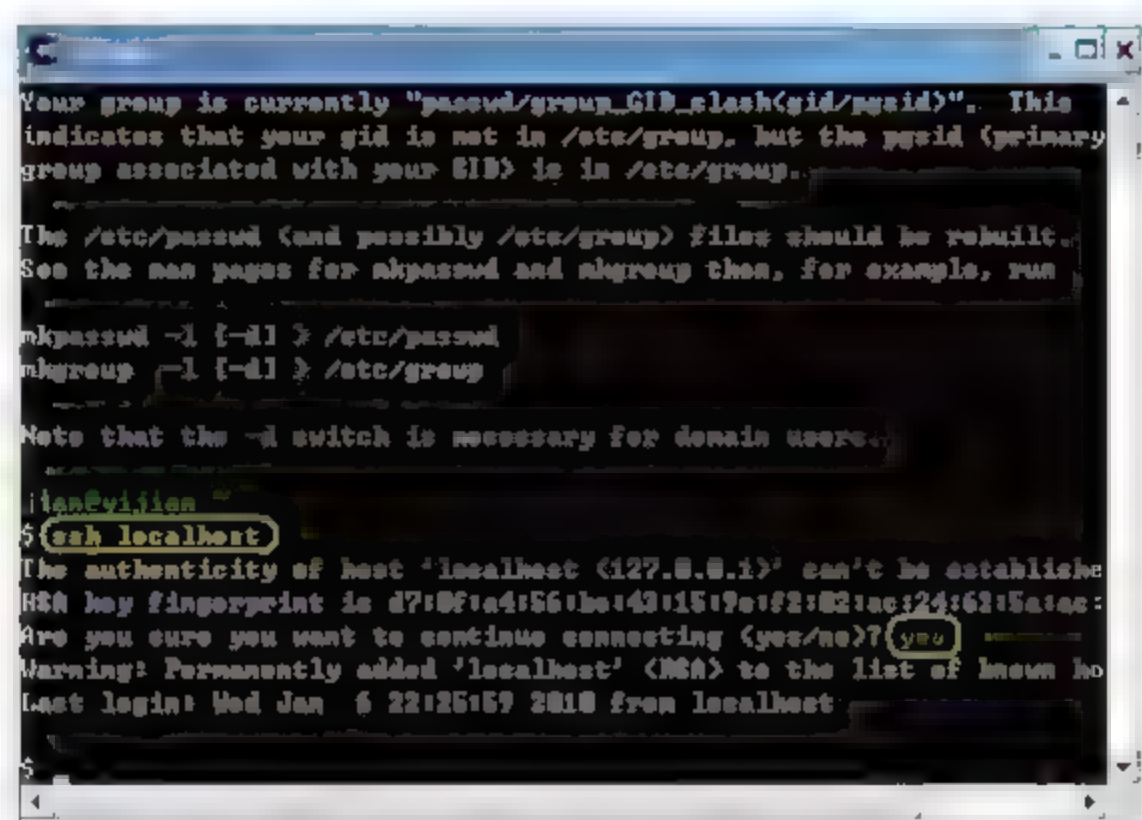 Your group is currently "passwd/group_GID_clash(gid/pgsid)". This
indicates that your gid is not in /etc/group, but the pgsid (primary
group associated with your GID) is in /etc/group.
The /etc/passwd (and possibly /etc/group) files should be rebuilt.
See the man pages for mkpasswd and mkgroup then, for example, run
mkpasswd -l [-d] > /etc/passwd
mkgroup -l [-d] > /etc/group
Note that the -d switch is necessary for domain users.
~
$ ssh localhost
The authenticity of host 'localhost (127.0.0.1)' can't be establishe
RSA key fingerprint is
Are you sure you want to continue connecting (yes/no)? yes
Warning: Permanently added 'localhost' (RSA) to the list of known ho
Last login: Wed Jan 6 22:25:59 2010 from localhost
$